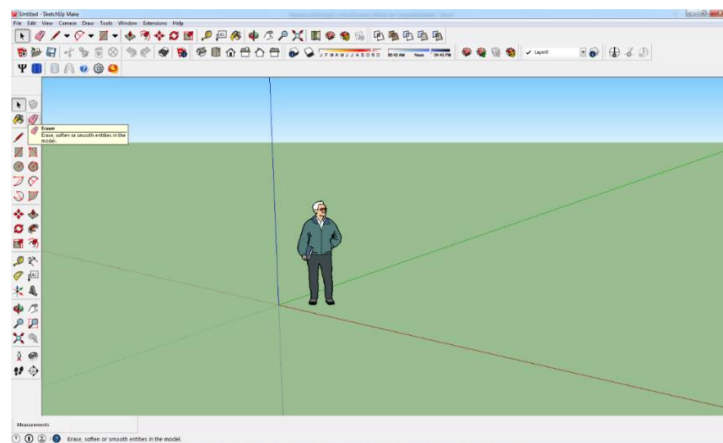 Untitled - SketchUp Make
File Edit View Camera Draw Tools Window Extensions Help
J F M A M J J A S O N D
Noon
Layer0
Eraser
Erase, soften or smooth entities in the model.
Measurements
Erase, soften or smooth entities in the model.